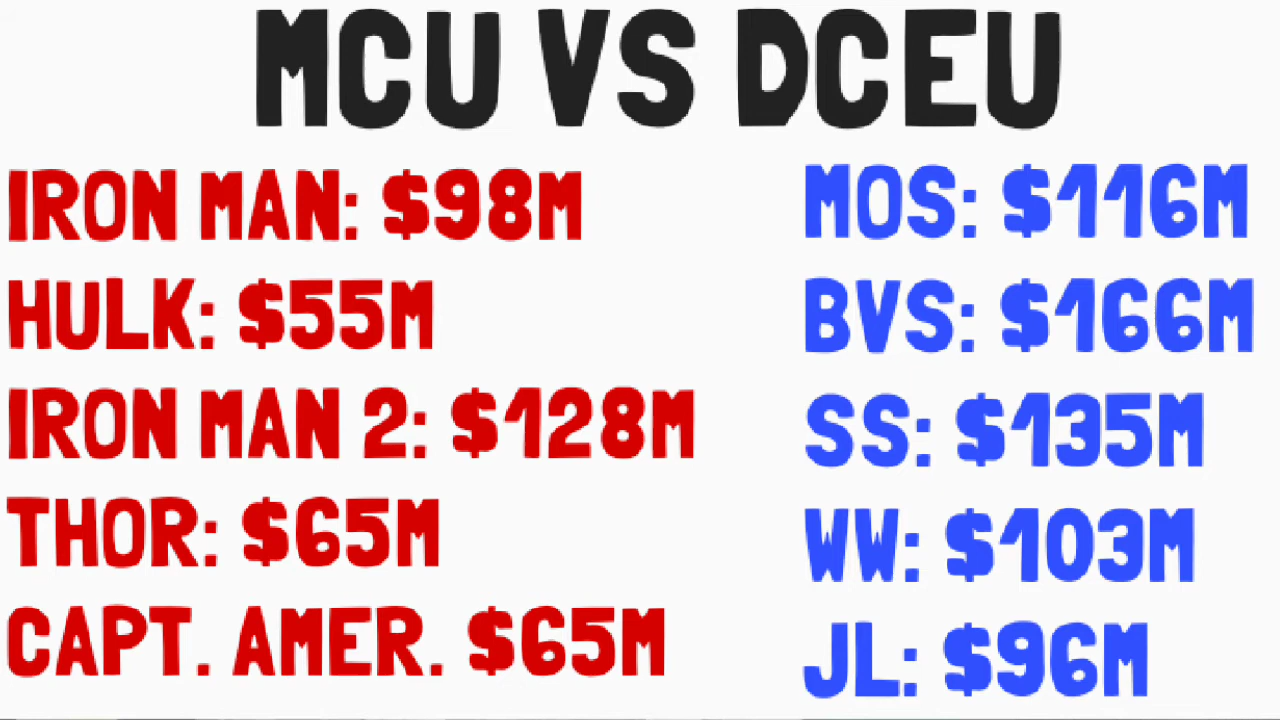 MCU VS DCEU
IRON MAN: $98M
HULK: $55M
IRON MAN 2: $128M
THOR: $65M
CAPT. AMER. $65M
MOS: $116M
BVS: $166M
SS: $135M
WW: $103M
JL: $96M